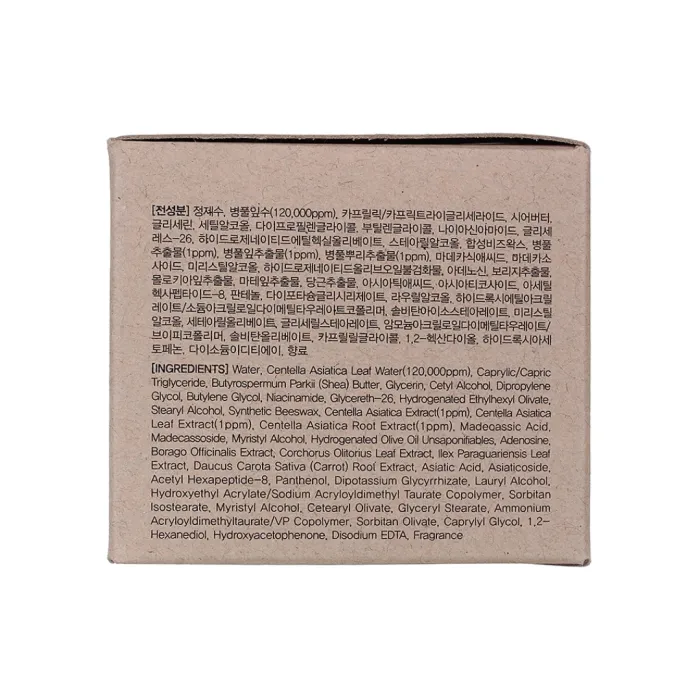 [전성분] 정제수, 병풀잎수(120,000ppm), 카프릴릭/카프릭트라이글리세라이드, 시어버터,
글리세린, 세틸알코올, 다이프로필렌글라이콜, 부틸렌글라이콜, 나이아신아마이드, 글리세
레스-26, 하이드로제네이티드에틸헥실올리베이트, 스테아릴알코올, 합성비즈왁스, 병풀
추출물(1ppm), 병풀잎추출물(1ppm), 병풀뿌리추출물(1ppm), 마데카식애씨드, 마데카소
사이드, 미리스틸알코올, 하이드로제네이티드올리브오일불검화물, 아데노신, 보리지추출물,
몰로키아잎추출물, 마테잎추출물, 당근추출물, 아시아틱애씨드, 아시아티코사이드, 아세틸
헥사펩타이드-8, 판테놀, 다이포타슘글리시리제이트, 라우릴알코올, 하이드록시에틸아크릴
레이트/소듐아크릴로일다이메틸타우레이트코폴리머, 솔비탄아이소스테아레이트, 미리스틸
알코올, 세테아릴올리베이트, 글리세릴스테아레이트, 암모늄아크릴로일다이메틸타우레이트/
브이피코폴리머, 솔비탄올리베이트, 카프릴릴글라이콜, 1,2-헥산다이올, 하이드록시아세
토페논, 다이소듐이디티에이, 향료
[INGREDIENTS] Water, Centella Asiatica Leaf Water(120,000ppm), Caprylic/Capric
Triglyceride, Butyrospermum Parkii (Shea) Butter, Glycerin, Cetyl Alcohol, Dipropylene
Glycol, Butylene Glycol, Niacinamide, Glycereth-26, Hydrogenated Ethylhexyl Olivate,
Stearyl Alcohol, Synthetic Beeswax, Centella Asiatica Extract(1ppm), Centella Asiatica
Leaf Extract(1ppm), Centella Asiatica Root Extract(1ppm), Madecassic Acid,
Madecassoside, Myristyl Alcohol, Hydrogenated Olive Oil Unsaponifiables, Adenosine,
Borago Officinalis Extract, Corchorus Olitorius Leaf Extract, Ilex Paraguariensis Leaf
Extract, Daucus Carota Sativa (Carrot) Root Extract, Asiatic Acid, Asiaticoside,
Acetyl Hexapeptide-8, Panthenol, Dipotassium Glycyrrhizate, Lauryl Alcohol,
Hydroxyethyl Acrylate/Sodium Acryloyldimethyl Taurate Copolymer, Sorbitan
Isostearate, Myristyl Alcohol, Cetearyl Olivate, Glyceryl Stearate, Ammonium
Acryloyldimethyltaurate/VP Copolymer, Sorbitan Olivate, Caprylyl Glycol, 1,2-
Hexanediol, Hydroxyacetophenone, Disodium EDTA, Fragrance